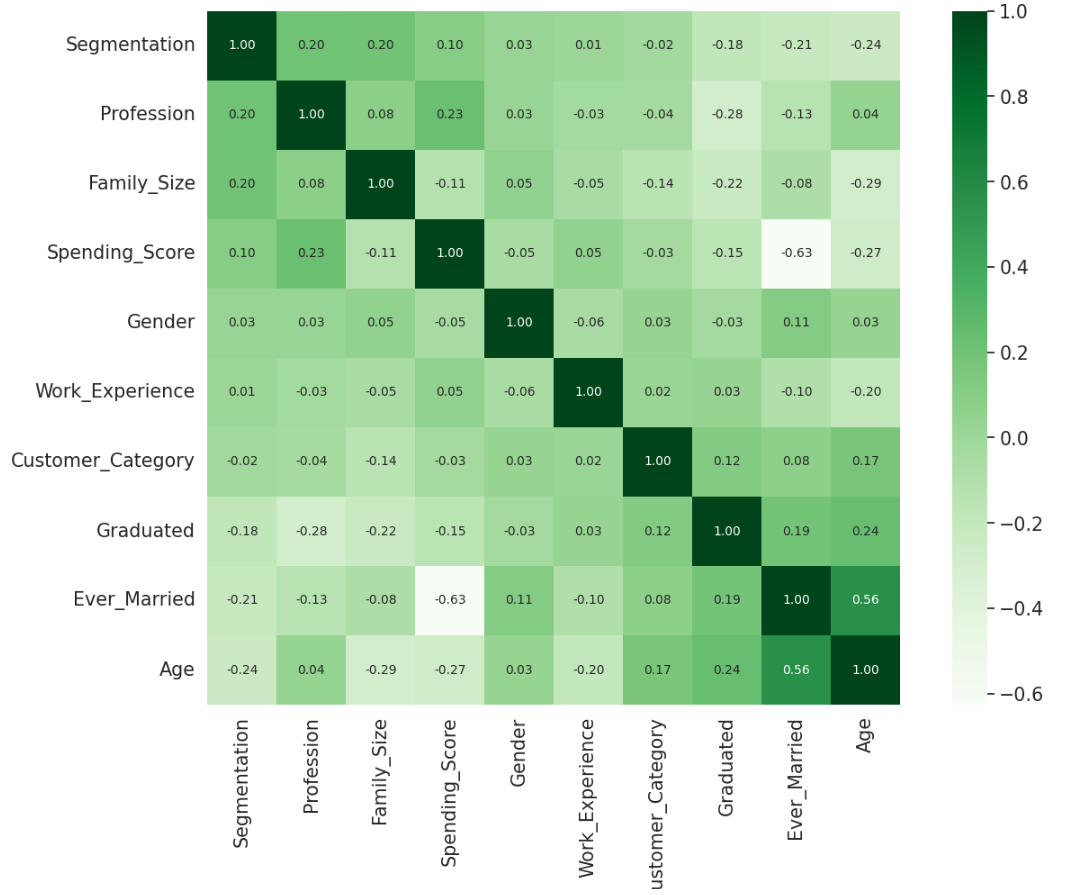 Segmentation 1.00 0.20 0.20 0.10 0.03 0.01 -0.02 -0.18 -0.21 -0.24
Profession 0.20 1.00 0.08 0.23 0.03 -0.03 -0.04 -0.28 -0.13 0.04
Family_Size 0.20 0.08 1.00 -0.11 0.05 -0.05 -0.14 -0.22 -0.08 -0.29
Spending_Score 0.10 0.23 -0.11 1.00 -0.05 0.05 -0.03 -0.15 -0.63 -0.27
Gender 0.03 0.03 0.05 -0.05 1.00 -0.06 0.03 -0.03 0.11 0.03
Work_Experience 0.01 -0.03 -0.05 0.05 -0.06 1.00 0.02 0.03 -0.10 -0.20
Customer_Category -0.02 -0.04 -0.14 -0.03 0.03 0.02 1.00 0.12 0.08 0.17
Graduated -0.18 -0.28 -0.22 -0.15 -0.03 0.03 0.12 1.00 0.19 0.24
Ever_Married -0.21 -0.13 -0.08 -0.63 0.11 -0.10 0.08 0.19 1.00 0.56
Age -0.24 0.04 -0.29 -0.27 0.03 -0.20 0.17 0.24 0.56 1.00
Segmentation
Profession
Family_Size
Spending_Score
Gender
Work_Experience
ustomer_Category
Graduated
Ever_Married
Age
1.0
0.8
0.6
0.4
0.2
0.0
−0.2
−0.4
−0.6